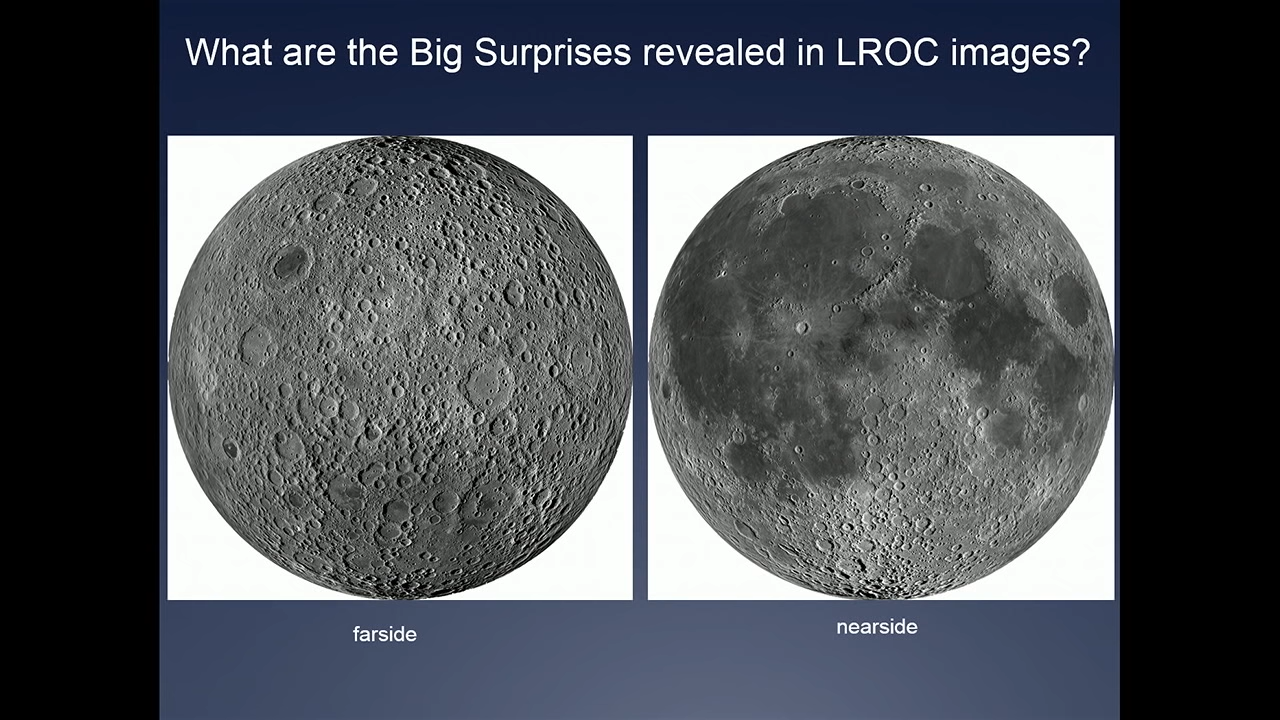 What are the Big Surprises revealed in LROC images?
farside
nearside